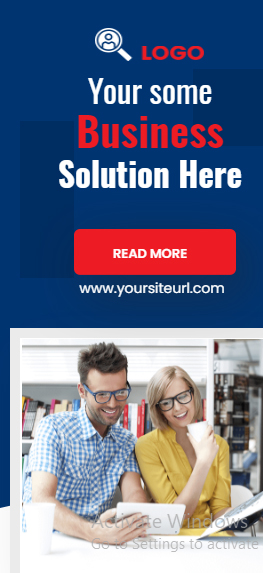 LOGO
Your some
Business
Solution Here
READ MORE
www.yoursiteurl.com
Activate Windows
Go to Settings to activate